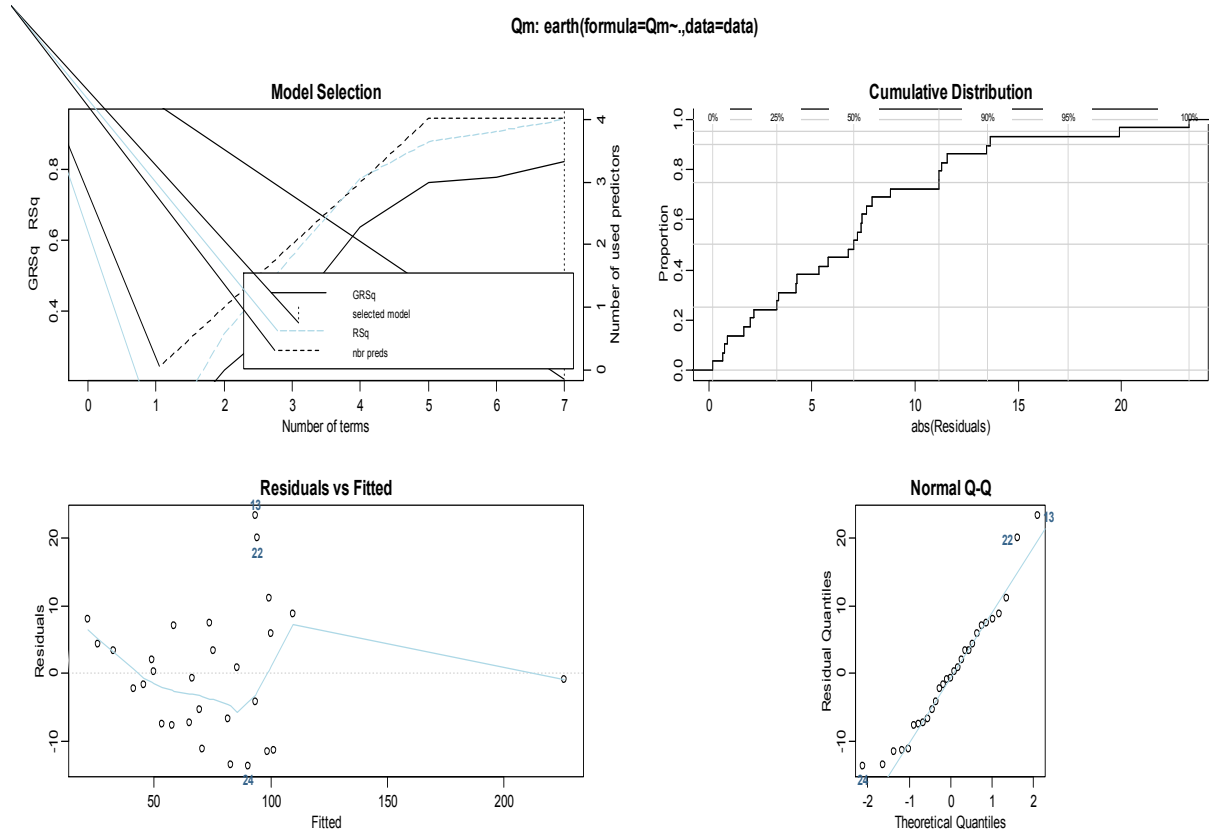 Qm: earth(formula=Qm~.,data=data)
Model Selection
GRSq RSq
0.4 0.6 0.8
Number of used predictors
0 1 2 3 4
GRSq
selected model
RSq
nbr preds
0 1 2 3 4 5 6 7
Number of terms
Cumulative Distribution
0% 25% 50% 90% 95% 100%
Proportion
0.0 0.2 0.4 0.6 0.8 1.0
0 5 10 15 20
abs(Residuals)
Residuals vs Fitted
Residuals
-10 0 10 20
13
22
24
50 100 150 200
Fitted
Normal Q-Q
Residual Quantiles
-10 0 10 20
13
22
24
-2 -1 0 1 2
Theoretical Quantiles